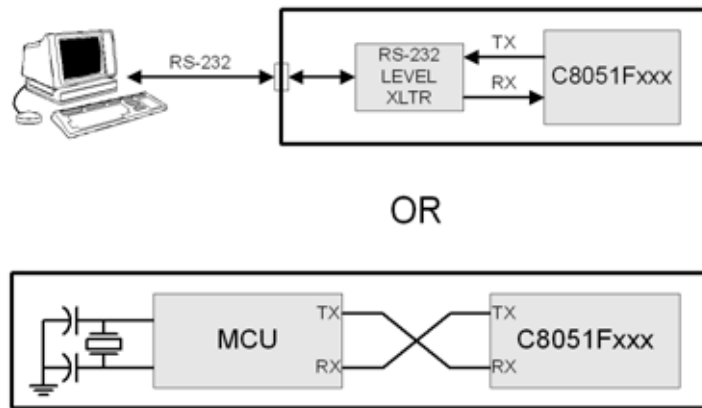 RS-232
RS-232
LEVEL
XLTR
TX
RX
C8051Fxxx
OR
MCU
TX
RX
TX
RX
C8051Fxxx